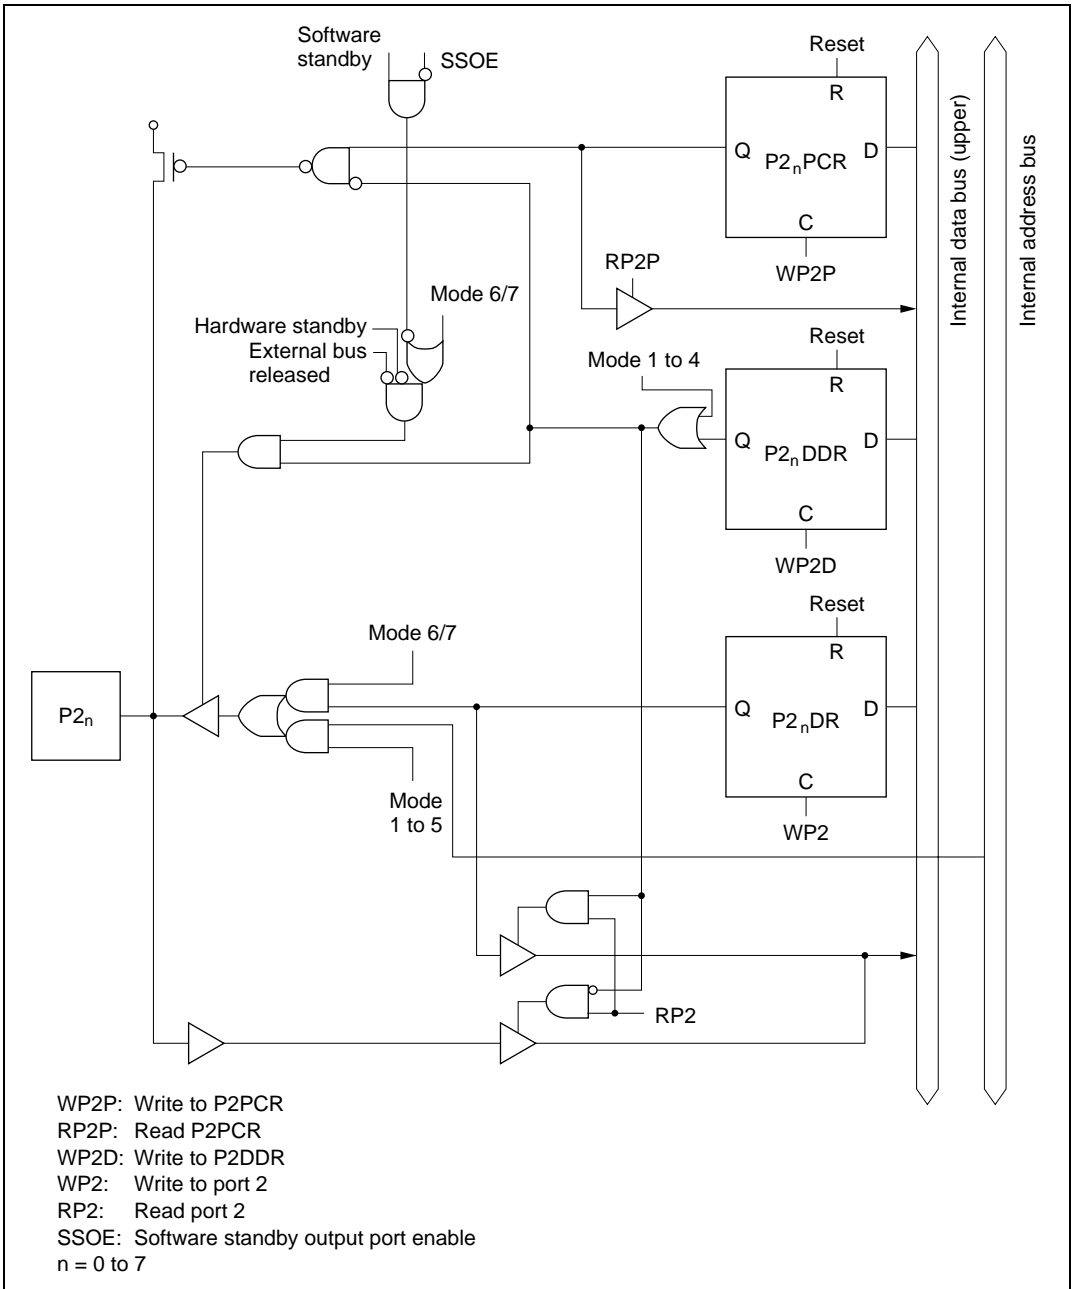 Software
standby
SSOE
Reset
R
Q
P2nPCR
D
C
WP2P
RP2P
Internal data bus (upper)
Internal address bus
Mode 6/7
Hardware standby
External bus
released
Mode 1 to 4
Reset
R
Q
P2nDDR
D
C
WP2D
Reset
R
Mode 6/7
P2n
Q
P2nDR
D
C
WP2
Mode
1 to 5
RP2
WP2P: Write to P2PCR
RP2P: Read P2PCR
WP2D: Write to P2DDR
WP2: Write to port 2
RP2: Read port 2
SSOE: Software standby output port enable
n = 0 to 7